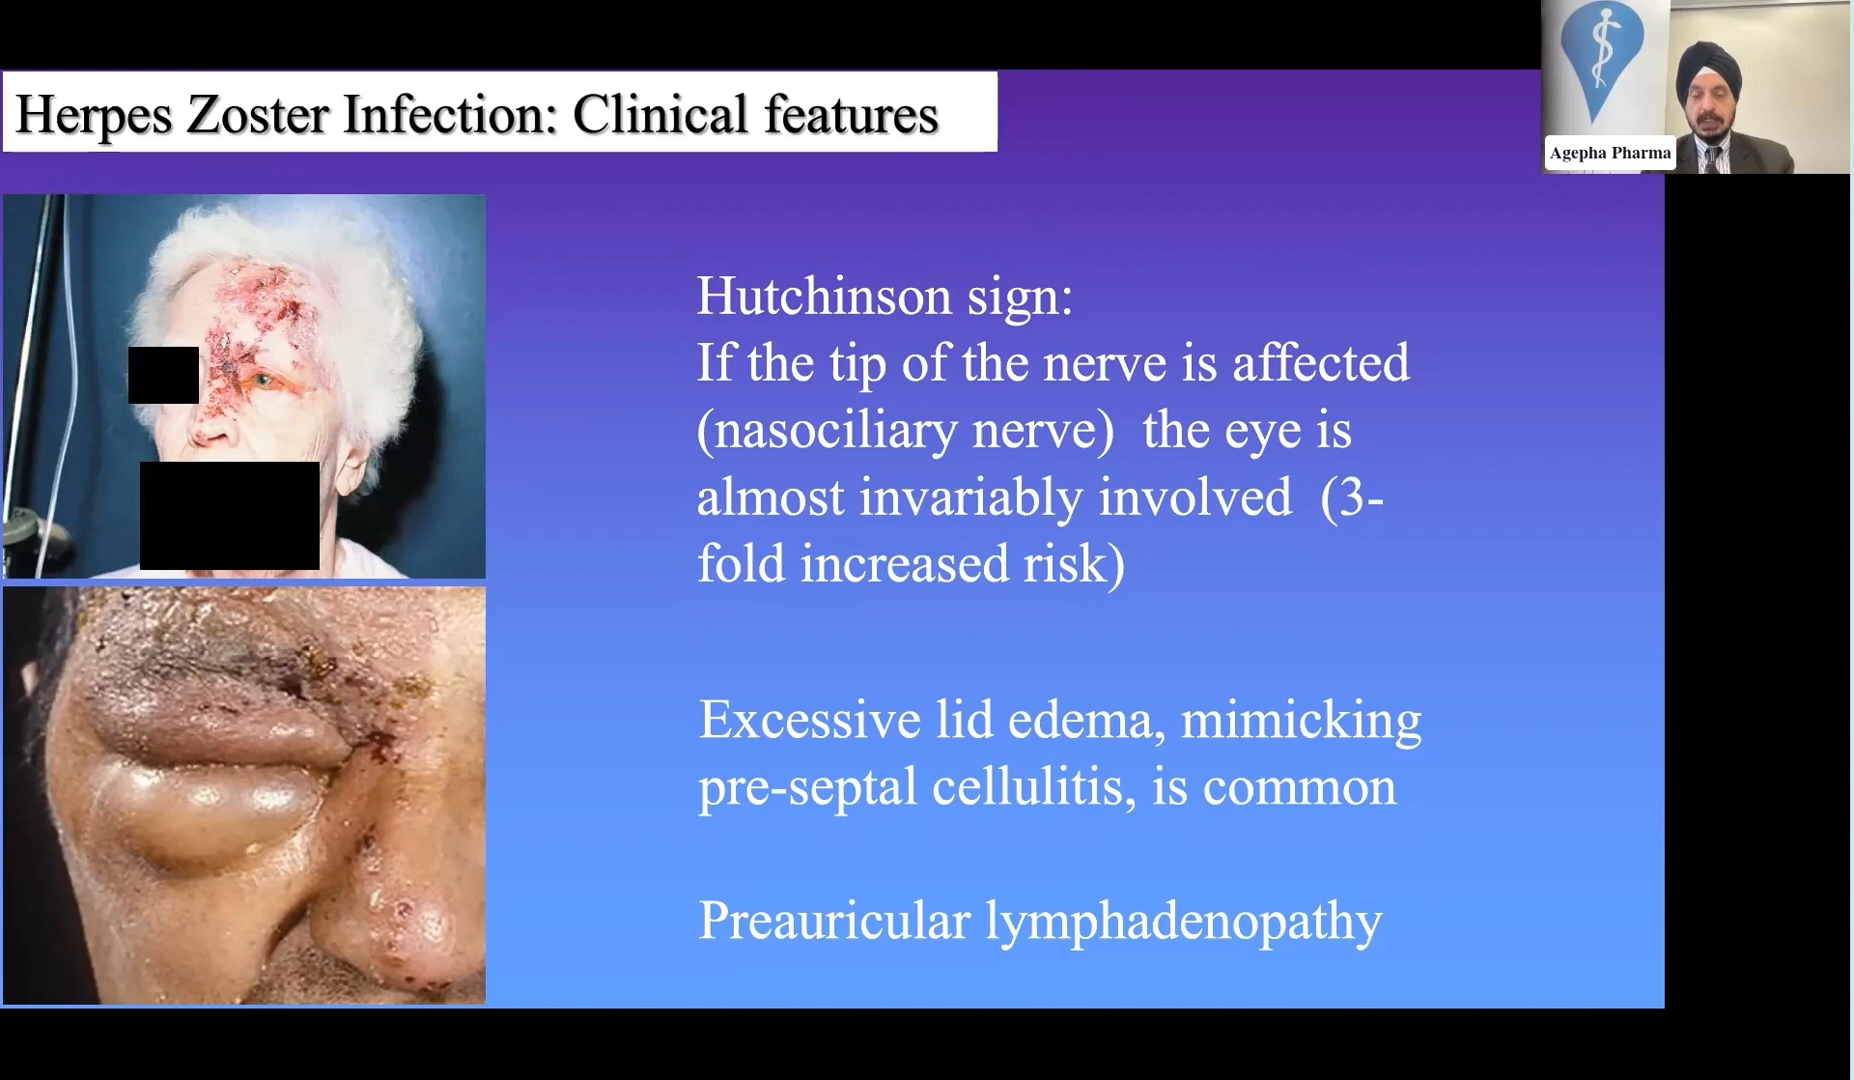 Herpes Zoster Infection: Clinical features
Agepha Pharma
Hutchinson sign:
If the tip of the nerve is affected
(nasociliary nerve)  the eye is
almost invariably involved  (3-
fold increased risk)
Excessive lid edema, mimicking
pre-septal cellulitis, is common
Preauricular lymphadenopathy